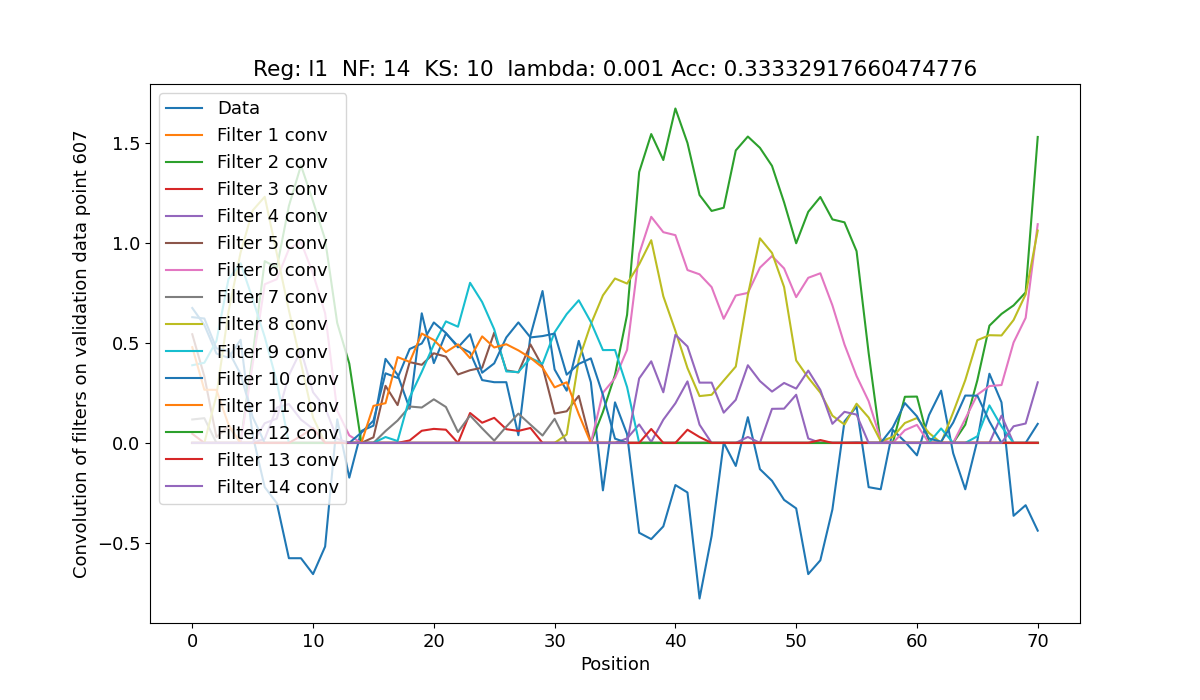 Reg: l1 NF: 14 KS: 10 lambda: 0.001 Acc: 0.33332917660474776
Convolution of filters on validation data point 607
1.5
1.0
0.5
0.0
−0.5
Data
Filter 1 conv
Filter 2 conv
Filter 3 conv
Filter 4 conv
Filter 5 conv
Filter 6 conv
Filter 7 conv
Filter 8 conv
Filter 9 conv
Filter 10 conv
Filter 11 conv
Filter 12 conv
Filter 13 conv
Filter 14 conv
0 10 20 30 40 50 60 70
Position